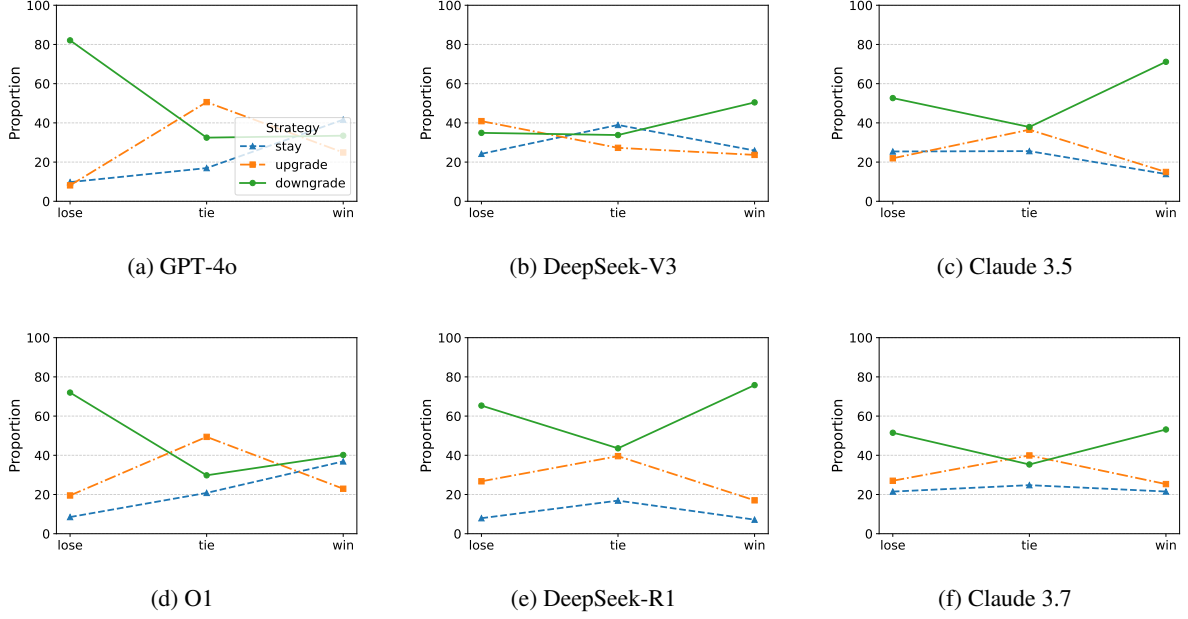 100
80
60
40
20
0
Proportion
lose
tie
win
Strategy
stay
upgrade
downgrade
(a) GPT-4o
100
80
60
40
20
0
Proportion
lose
tie
win
(b) DeepSeek-V3
100
80
60
40
20
0
Proportion
lose
tie
win
(c) Claude 3.5
100
80
60
40
20
0
Proportion
lose
tie
win
(d) O1
100
80
60
40
20
0
Proportion
lose
tie
win
(e) DeepSeek-R1
100
80
60
40
20
0
Proportion
lose
tie
win
(f) Claude 3.7